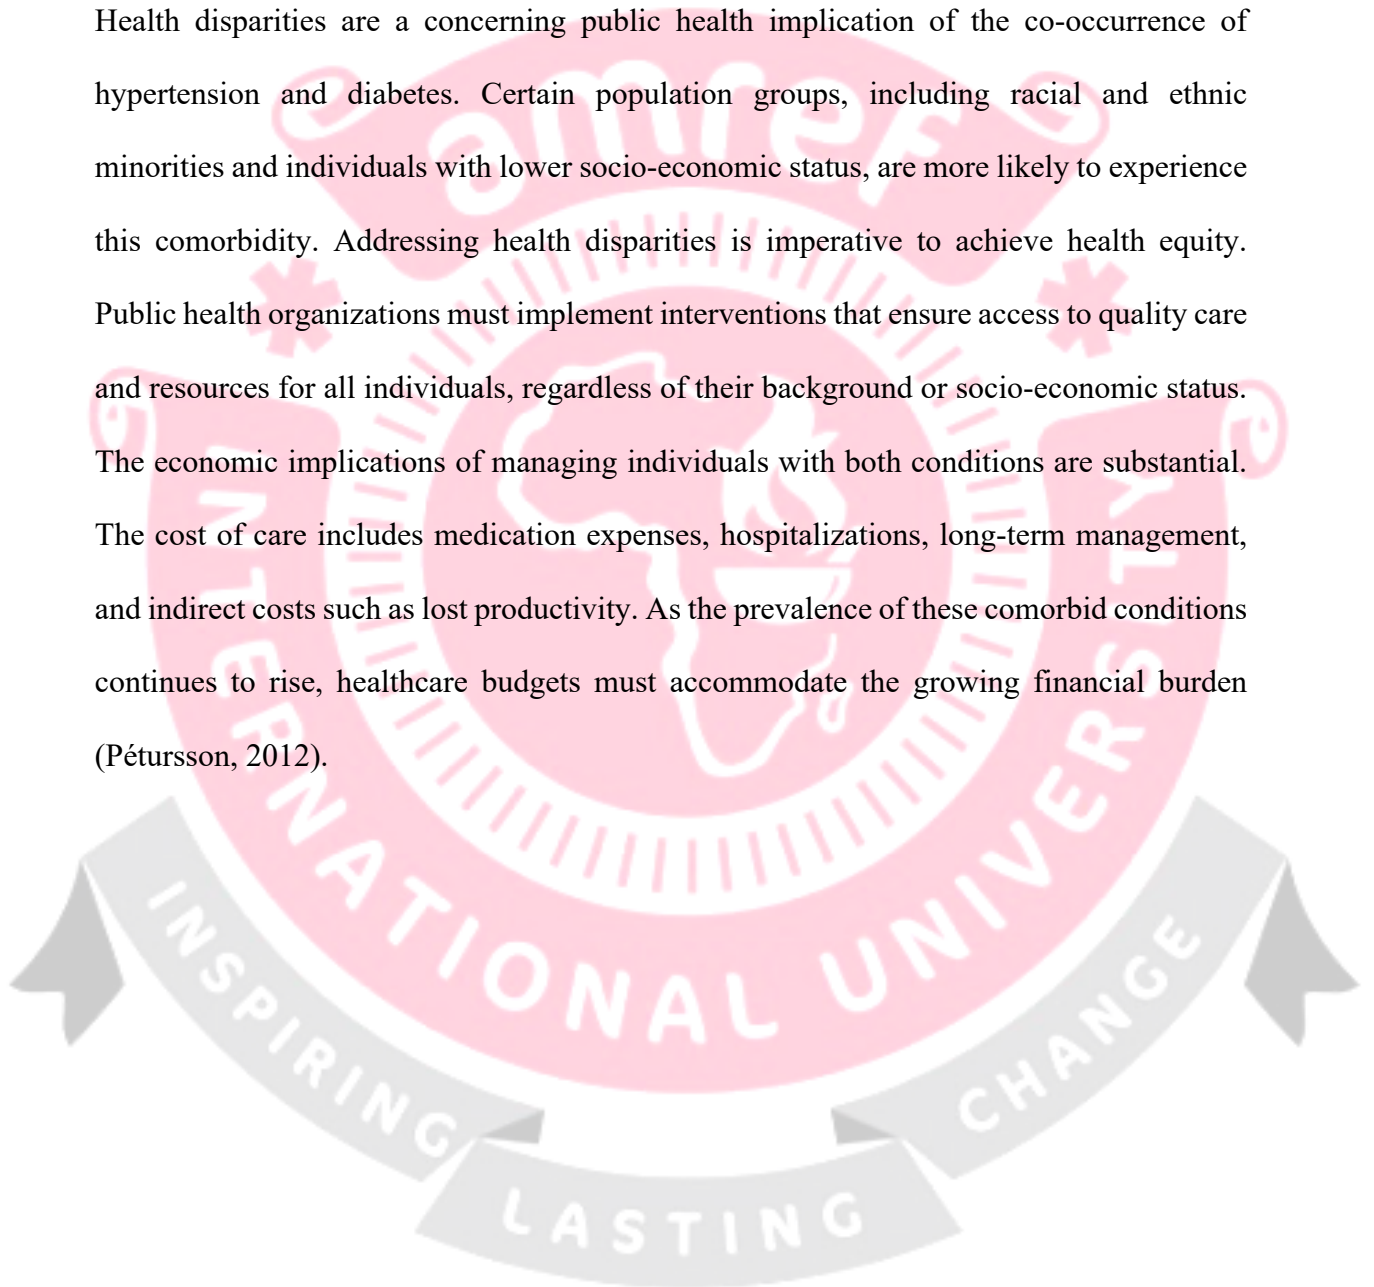 Health disparities are a concerning public health implication of the co-occurrence of
hypertension and diabetes. Certain population groups, including racial and ethnic
minorities and individuals with lower socio-economic status, are more likely to experience
this comorbidity. Addressing health disparities is imperative to achieve health equity.
Public health organizations must implement interventions that ensure access to quality care
and resources for all individuals, regardless of their background or socio-economic status.
The economic implications of managing individuals with both conditions are substantial.
The cost of care includes medication expenses, hospitalizations, long-term management,
and indirect costs such as lost productivity. As the prevalence of these comorbid conditions
continues to rise, healthcare budgets must accommodate the growing financial burden
(Pétursson, 2012).
amref
INTERNATIONAL UNIVERSITY
INSPIRING LASTING CHANGE